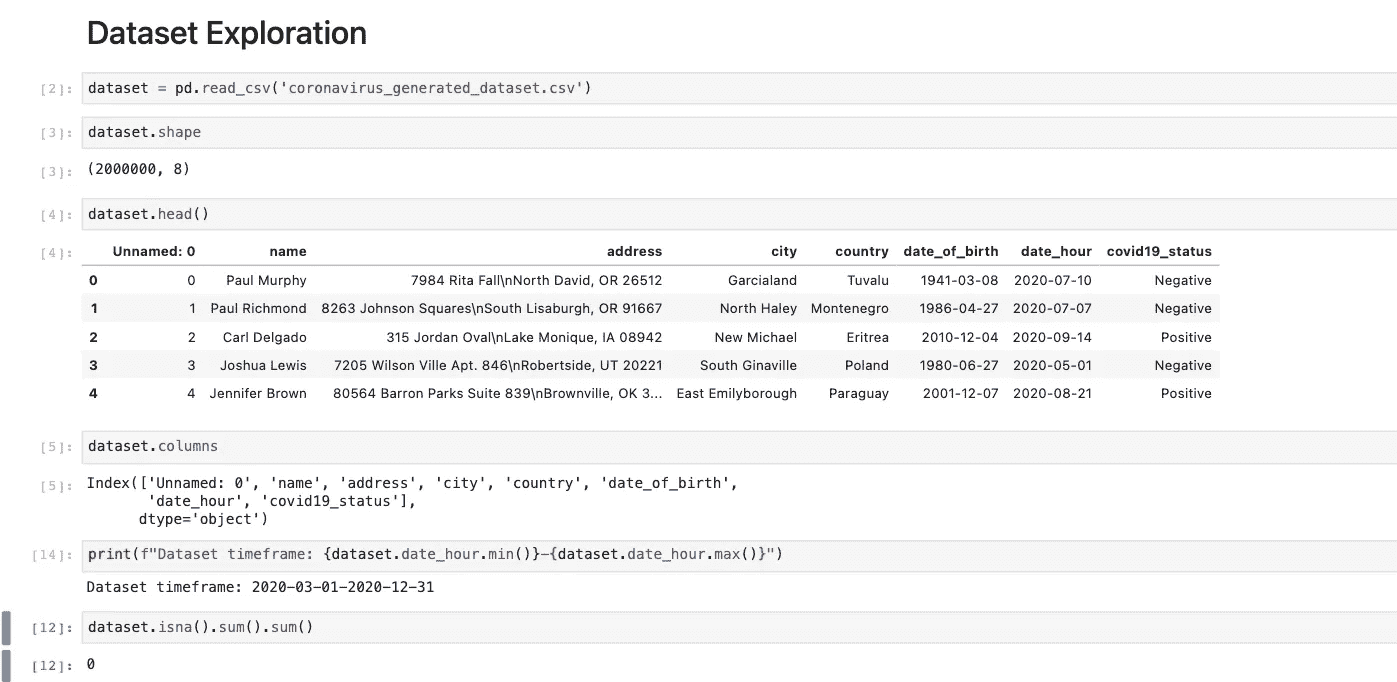 Dataset Exploration
[2]: dataset = pd.read_csv('coronavirus_generated_dataset.csv')
[3]: dataset.shape
[3]: (2000000, 8)
[4]: dataset.head()
[4]: Unnamed: 0 name address city country date_of_birth date_hour covid19_status
0 0 Paul Murphy 7984 Rita Fall\nNorth David, OR 26512 Garcialand Tuvalu 1941-03-08 2020-07-10 Negative
1 1 Paul Richmond 8263 Johnson Squares\nSouth Lisaburgh, OR 91667 North Haley Montenegro 1986-04-27 2020-07-07 Negative
2 2 Carl Delgado 315 Jordan Oval\nLake Monique, IA 08942 New Michael Eritrea 2010-12-04 2020-09-14 Positive
3 3 Joshua Lewis 7205 Wilson Ville Apt. 846\nRobertside, UT 20221 South Ginaville Poland 1980-06-27 2020-05-01 Negative
4 4 Jennifer Brown 80564 Barron Parks Suite 839\nBrownville, OK 3... East Emilyborough Paraguay 2001-12-07 2020-08-21 Positive
[5]: dataset.columns
[5]: Index(['Unnamed: 0', 'name', 'address', 'city', 'country', 'date_of_birth',
'date_hour', 'covid19_status'],
dtype='object')
[14]: print(f"Dataset timeframe: {dataset.date_hour.min()}—{dataset.date_hour.max()}")
Dataset timeframe: 2020-03-01—2020-12-31
[12]: dataset.isna().sum().sum()
[12]: 0